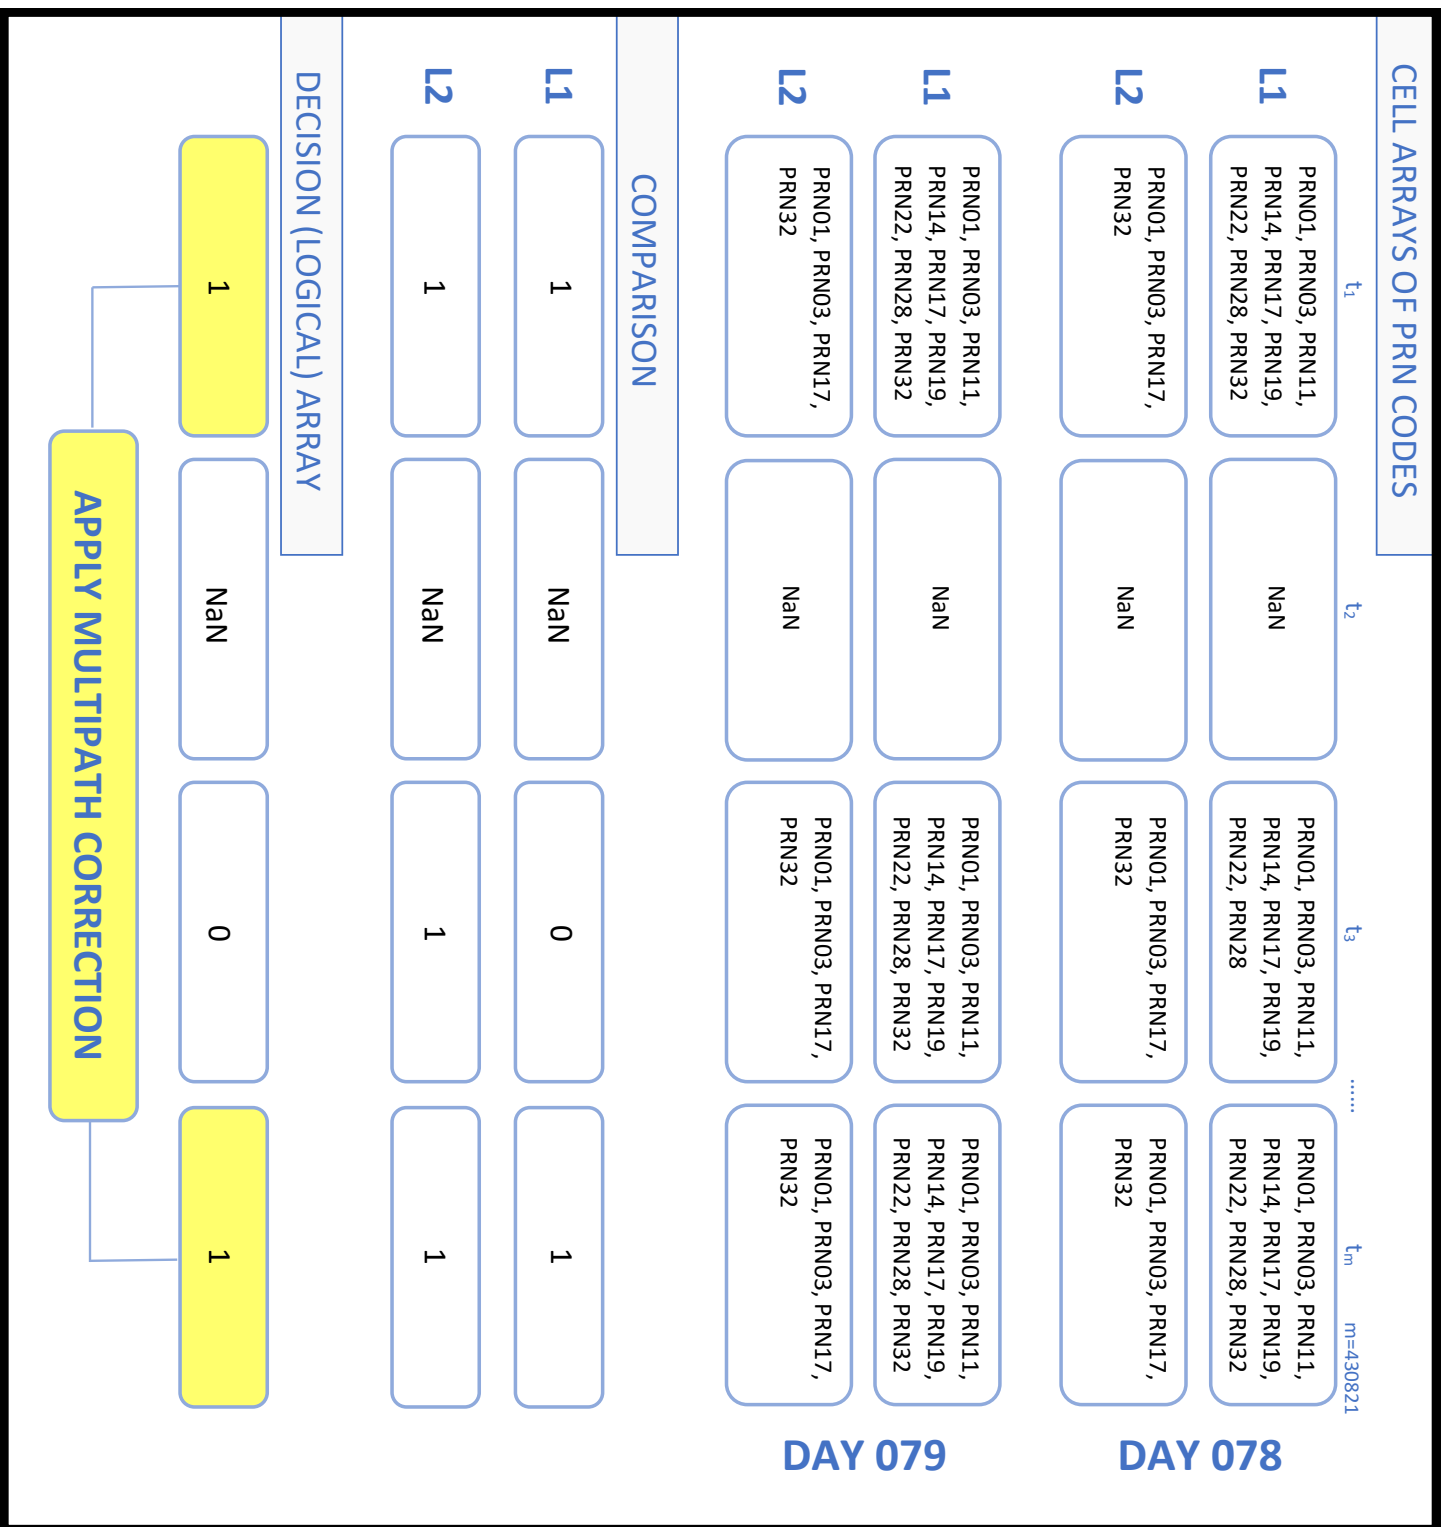 CELL ARRAYS OF PRN CODES
t1
t2
t3
......
tm
m=430821
L1
PRN01, PRN03, PRN11,
PRN14, PRN17, PRN19,
PRN22, PRN28, PRN32
NaN
PRN01, PRN03, PRN11,
PRN14, PRN17, PRN19,
PRN22, PRN28
PRN01, PRN03, PRN11,
PRN14, PRN17, PRN19,
PRN22, PRN28, PRN32
DAY 078
L2
PRN01, PRN03, PRN17,
PRN32
NaN
PRN01, PRN03, PRN17,
PRN32
PRN01, PRN03, PRN17,
PRN32
L1
PRN01, PRN03, PRN11,
PRN14, PRN17, PRN19,
PRN22, PRN28, PRN32
NaN
PRN01, PRN03, PRN11,
PRN14, PRN17, PRN19,
PRN22, PRN28, PRN32
PRN01, PRN03, PRN11,
PRN14, PRN17, PRN19,
PRN22, PRN28, PRN32
DAY 079
L2
PRN01, PRN03, PRN17,
PRN32
NaN
PRN01, PRN03, PRN17,
PRN32
PRN01, PRN03, PRN17,
PRN32
COMPARISON
L1
1
NaN
0
1
L2
1
NaN
1
1
DECISION (LOGICAL) ARRAY
1
NaN
0
1
APPLY MULTIPATH CORRECTION